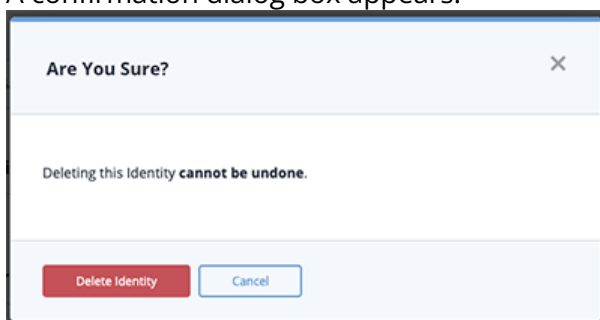 A confirmation dialog box appears.
Are You Sure?
Deleting this Identity cannot be undone.
Delete Identity
Cancel